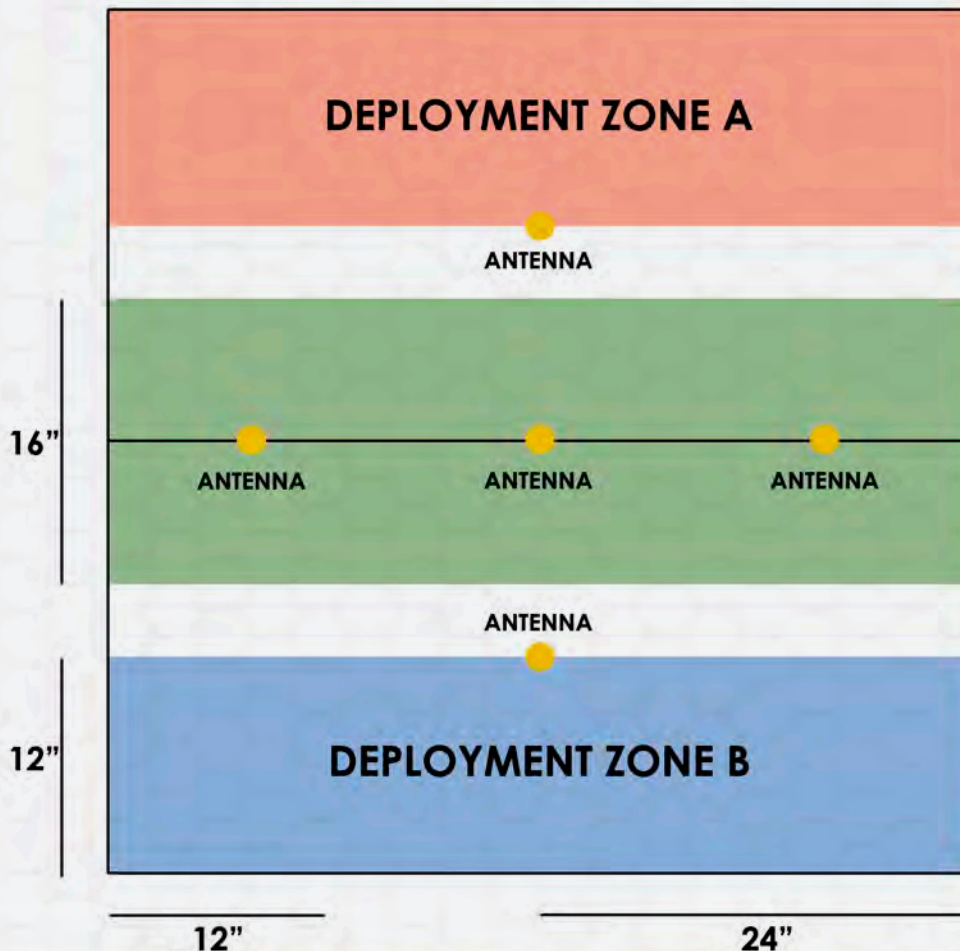 DEPLOYMENT ZONE A
ANTENNA
16”
ANTENNA
ANTENNA
ANTENNA
ANTENNA
12”
DEPLOYMENT ZONE B
12”
24”